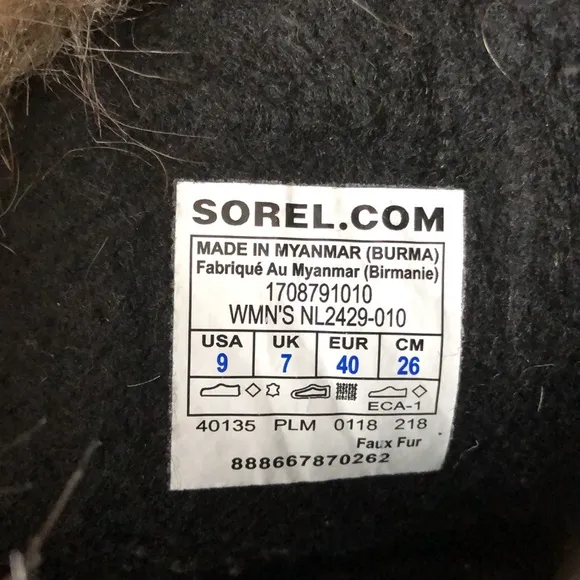 SOREL.COM
MADE IN MYANMAR (BURMA)
Fabriqué Au Myanmar (Birmanie)
1708791010
WMN'S NL2429-010
USA UK EUR CM
9 7 40 26
ECA-1
40135 PLM 0118 218
Faux Fur
888667870262